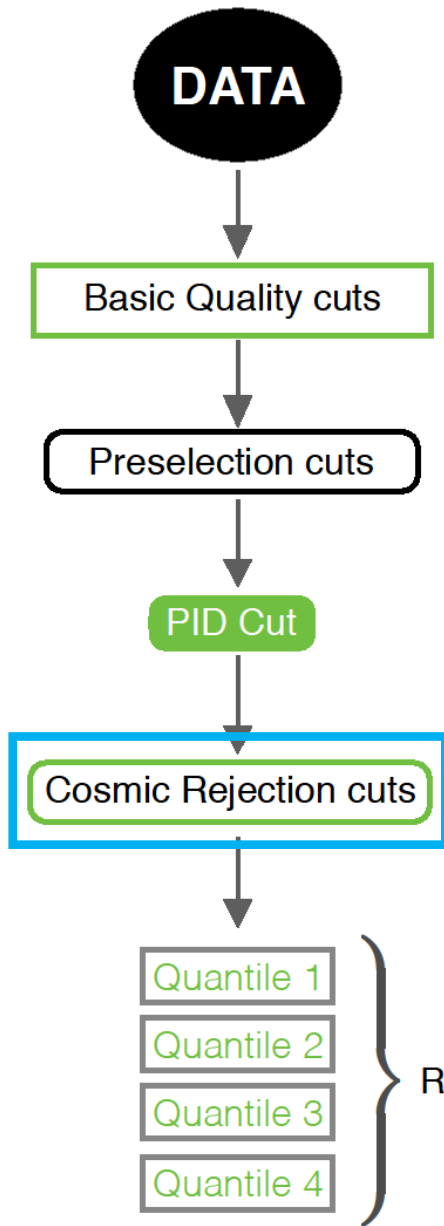 DATA
Basic Quality cuts
Preselection cuts
PID Cut
Cosmic Rejection cuts
Quantile 1
Quantile 2
Quantile 3
Quantile 4
R